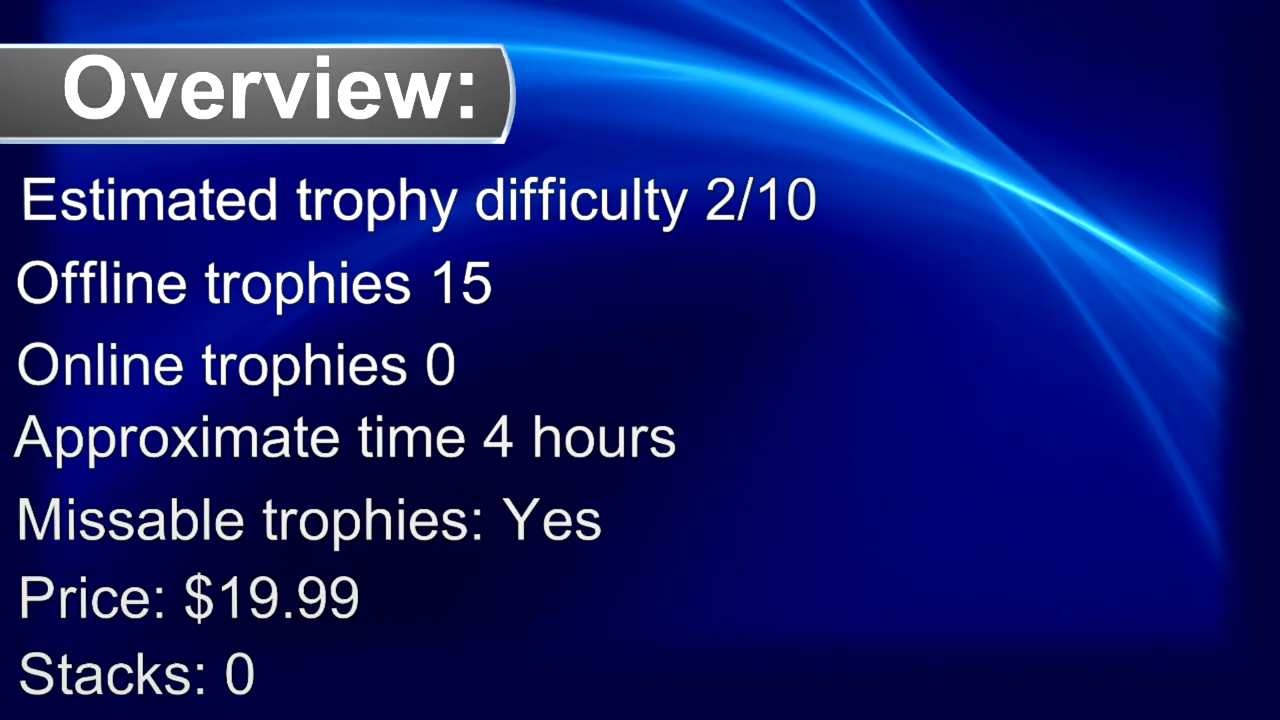 Overview:
Estimated trophy difficulty 2/10
Offline trophies 15
Online trophies 0
Approximate time 4 hours
Missable trophies: Yes
Price: $19.99
Stacks: 0